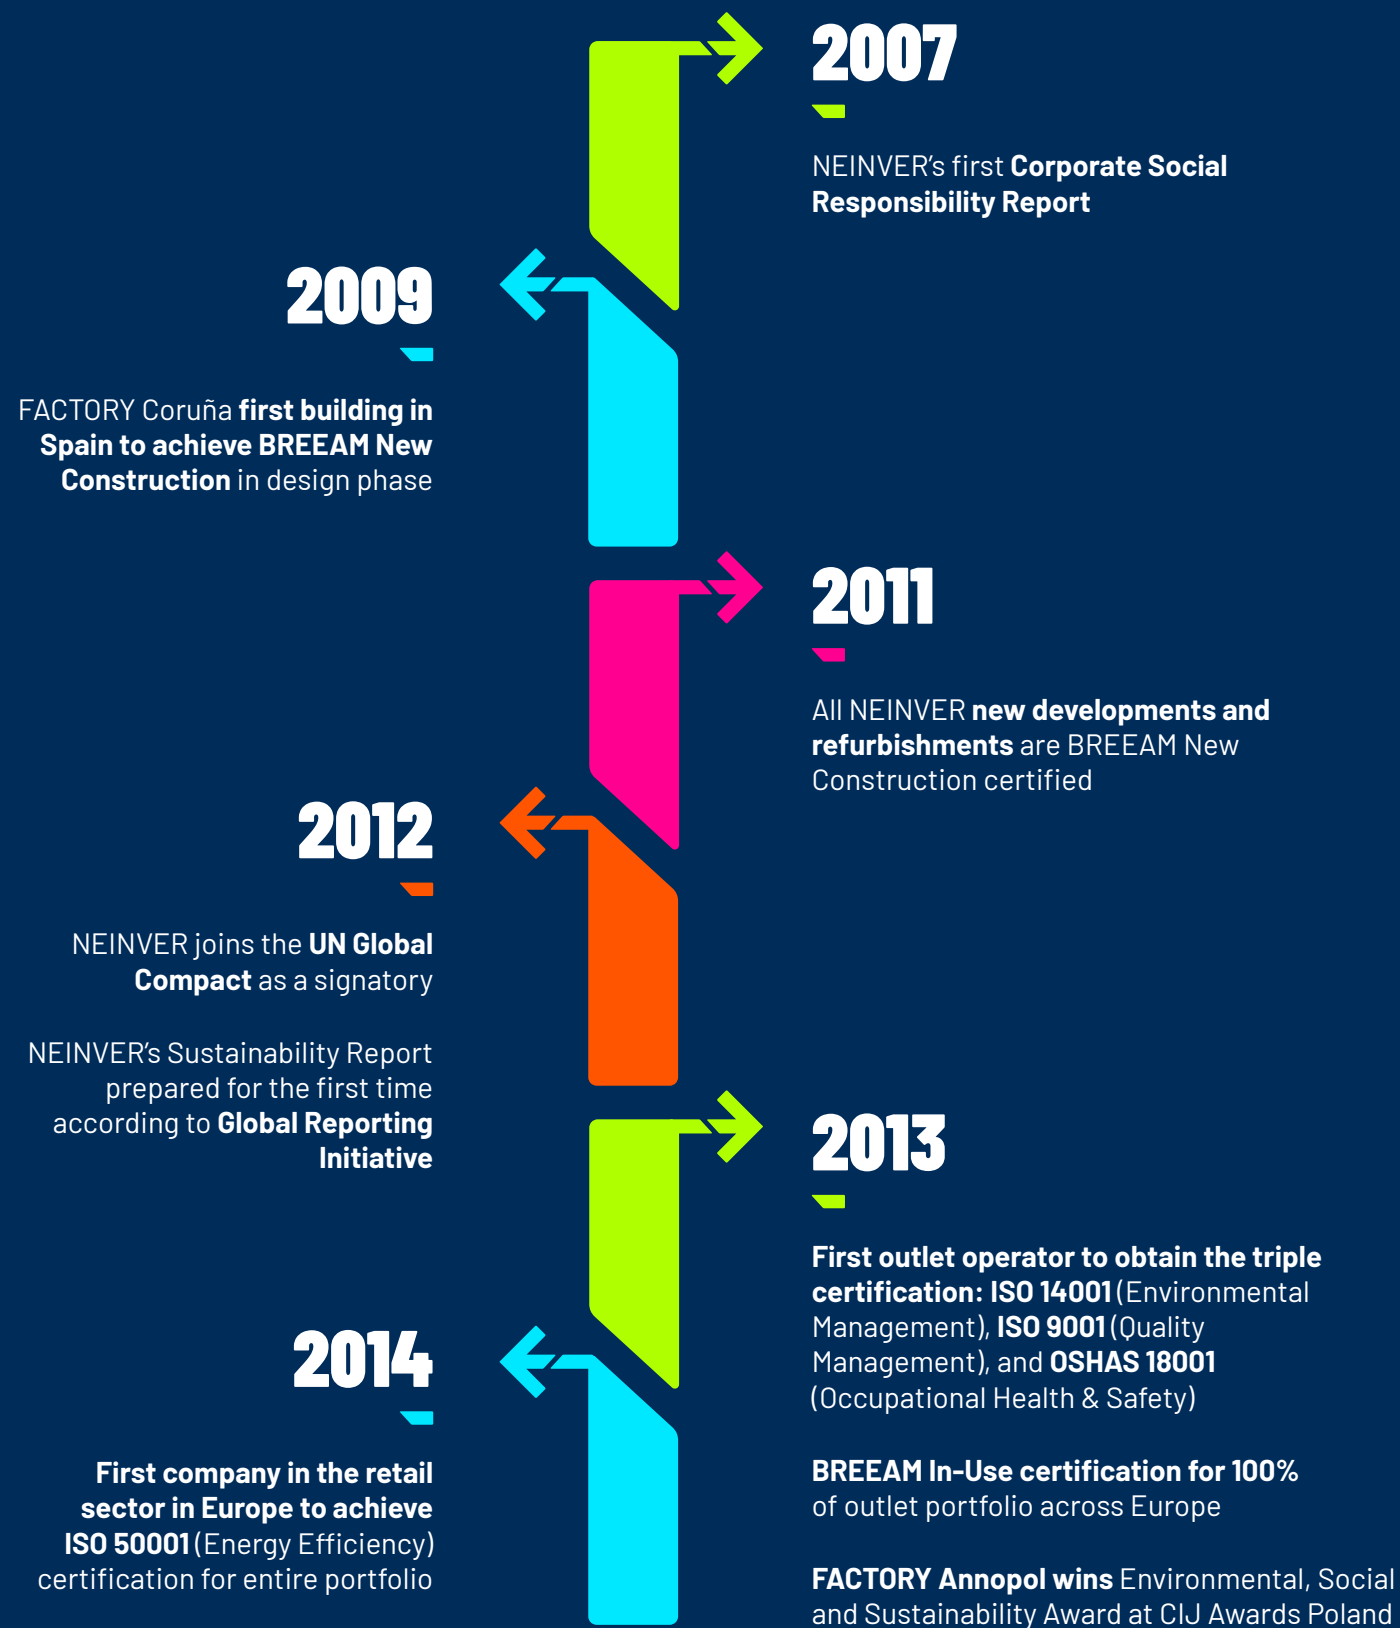 2007
NEINVER’s first Corporate Social
Responsibility Report
2009
FACTORY Coruña first building in
Spain to achieve BREEAM New
Construction in design phase
2011
All NEINVER new developments and
refurbishments are BREEAM New
Construction certified
2012
NEINVER joins the UN Global
Compact as a signatory
NEINVER’s Sustainability Report
prepared for the first time
according to Global Reporting
Initiative
2013
First outlet operator to obtain the triple
certification: ISO 14001 (Environmental
Management), ISO 9001 (Quality
Management), and OSHAS 18001
(Occupational Health & Safety)
BREEAM In-Use certification for 100%
of outlet portfolio across Europe
FACTORY Annopol wins Environmental, Social
and Sustainability Award at CIJ Awards Poland
2014
First company in the retail
sector in Europe to achieve
ISO 50001 (Energy Efficiency)
certification for entire portfolio